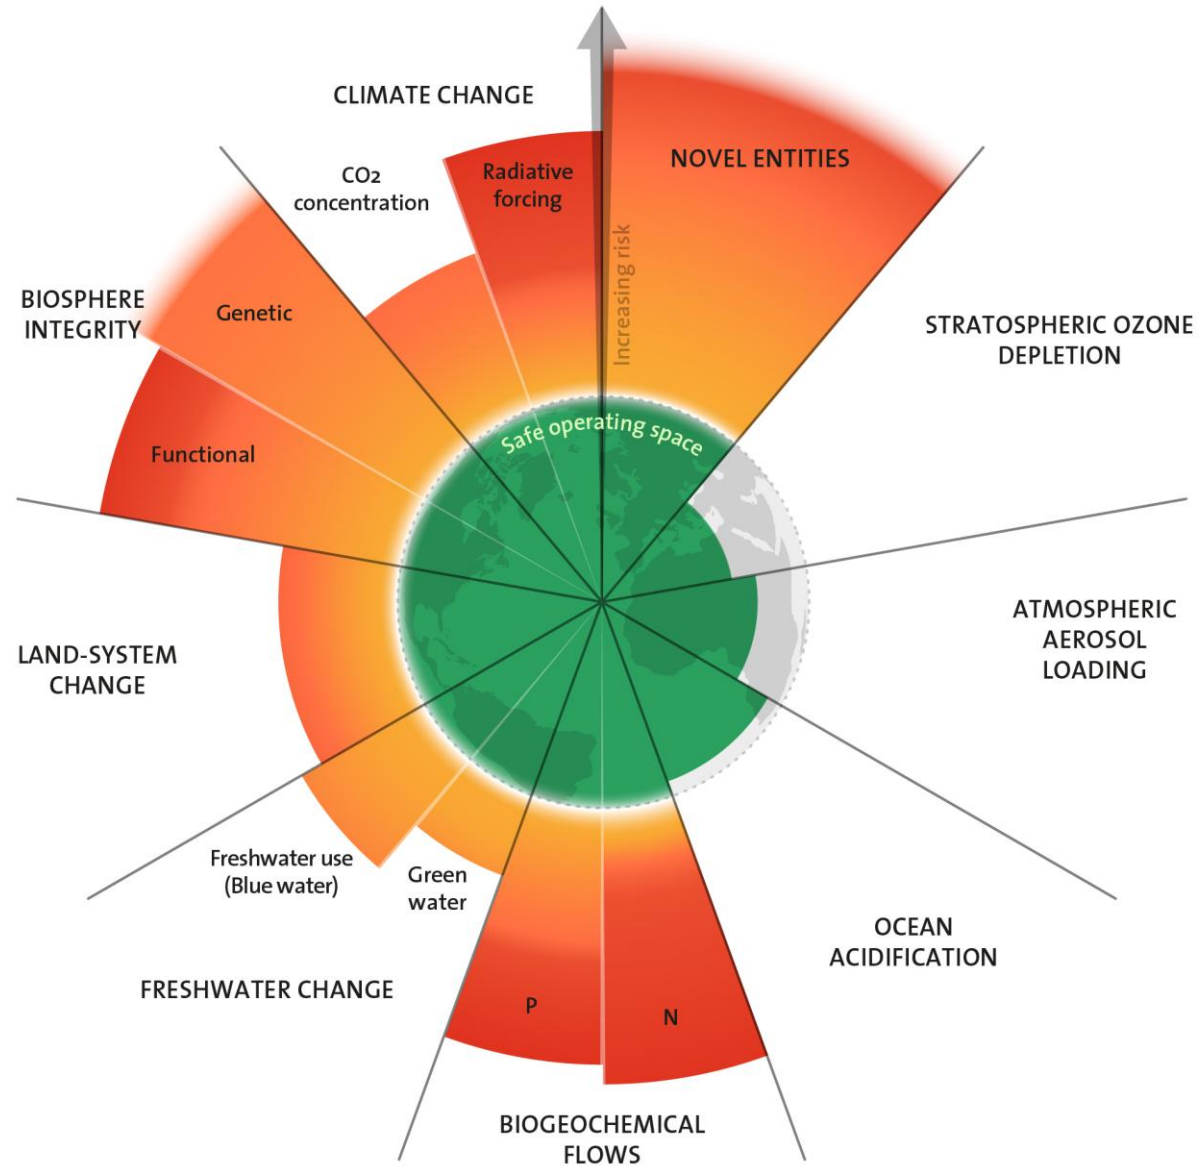 CLIMATE CHANGE
CO2
concentration
Radiative
forcing
NOVEL ENTITIES
Increasing risk
STRATOSPHERIC OZONE
DEPLETION
BIOSPHERE
INTEGRITY
Genetic
Functional
Safe operating space
ATMOSPHERIC
AEROSOL
LOADING
LAND-SYSTEM
CHANGE
Freshwater use
(Blue water)
Green
water
FRESHWATER CHANGE
P
N
OCEAN
ACIDIFICATION
BIOGEOCHEMICAL
FLOWS